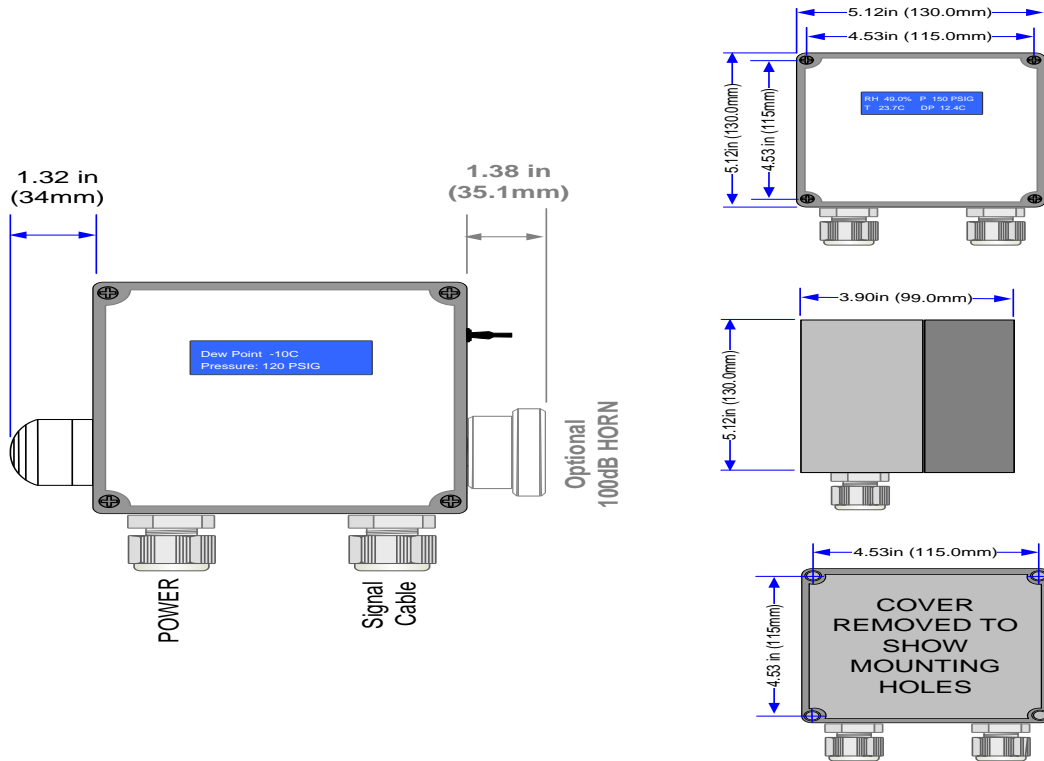 1.32 in
(34mm)
1.38 in
(35.1mm)
Dew Point  -10C
Pressure: 120 PSIG
Optional
100dB HORN
POWER
Signal
Cable
5.12in (130.0mm)
4.53in (115.0mm)
5.12in (130.0mm)
4.53in (115mm)
RH  49.0%   P  150 PSIG
T   23.7C      DP  12.4C
3.90in (99.0mm)
5.12in (130.0mm)
4.53in (115.0mm)
4.53 in (115mm)
COVER
REMOVED TO
SHOW
MOUNTING
HOLES